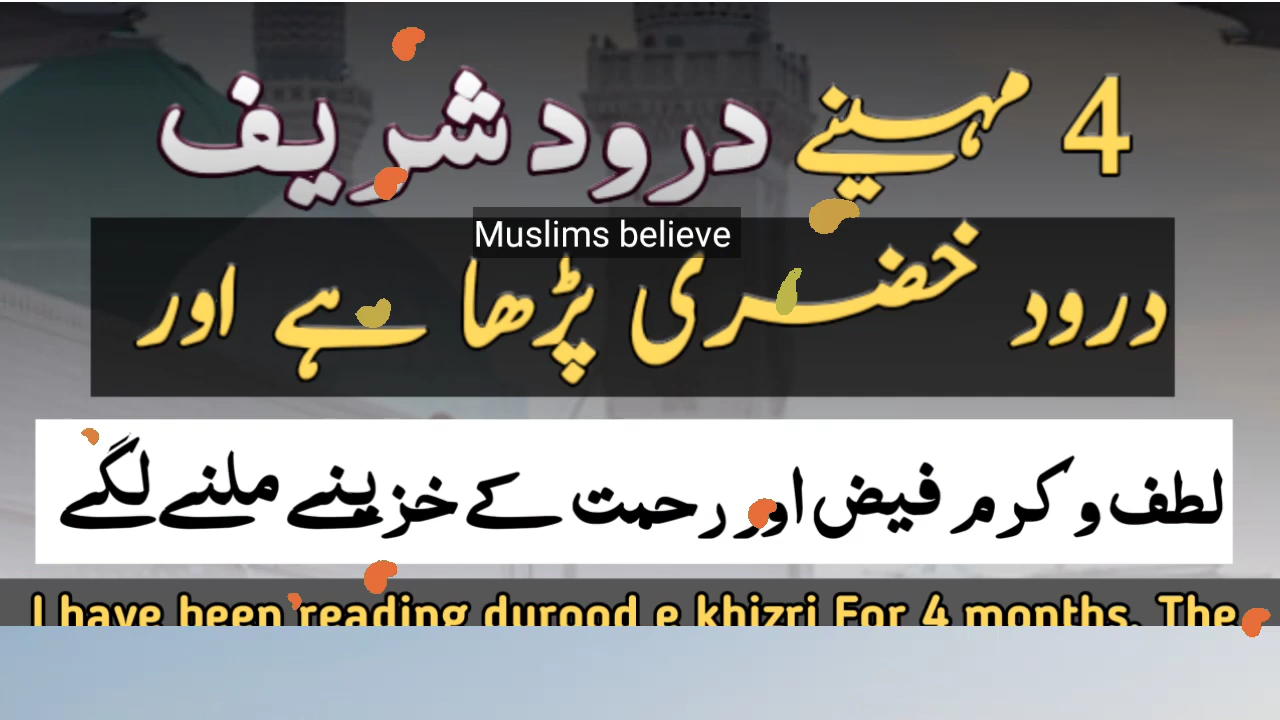 4 مہینے درود شریف
Muslims believe
درود خضری پڑھا ہے اور
لطف و کرم فیض اور رحمت کے خزینے ملنے لگے
I have been reading durood e khizri For 4 months. The